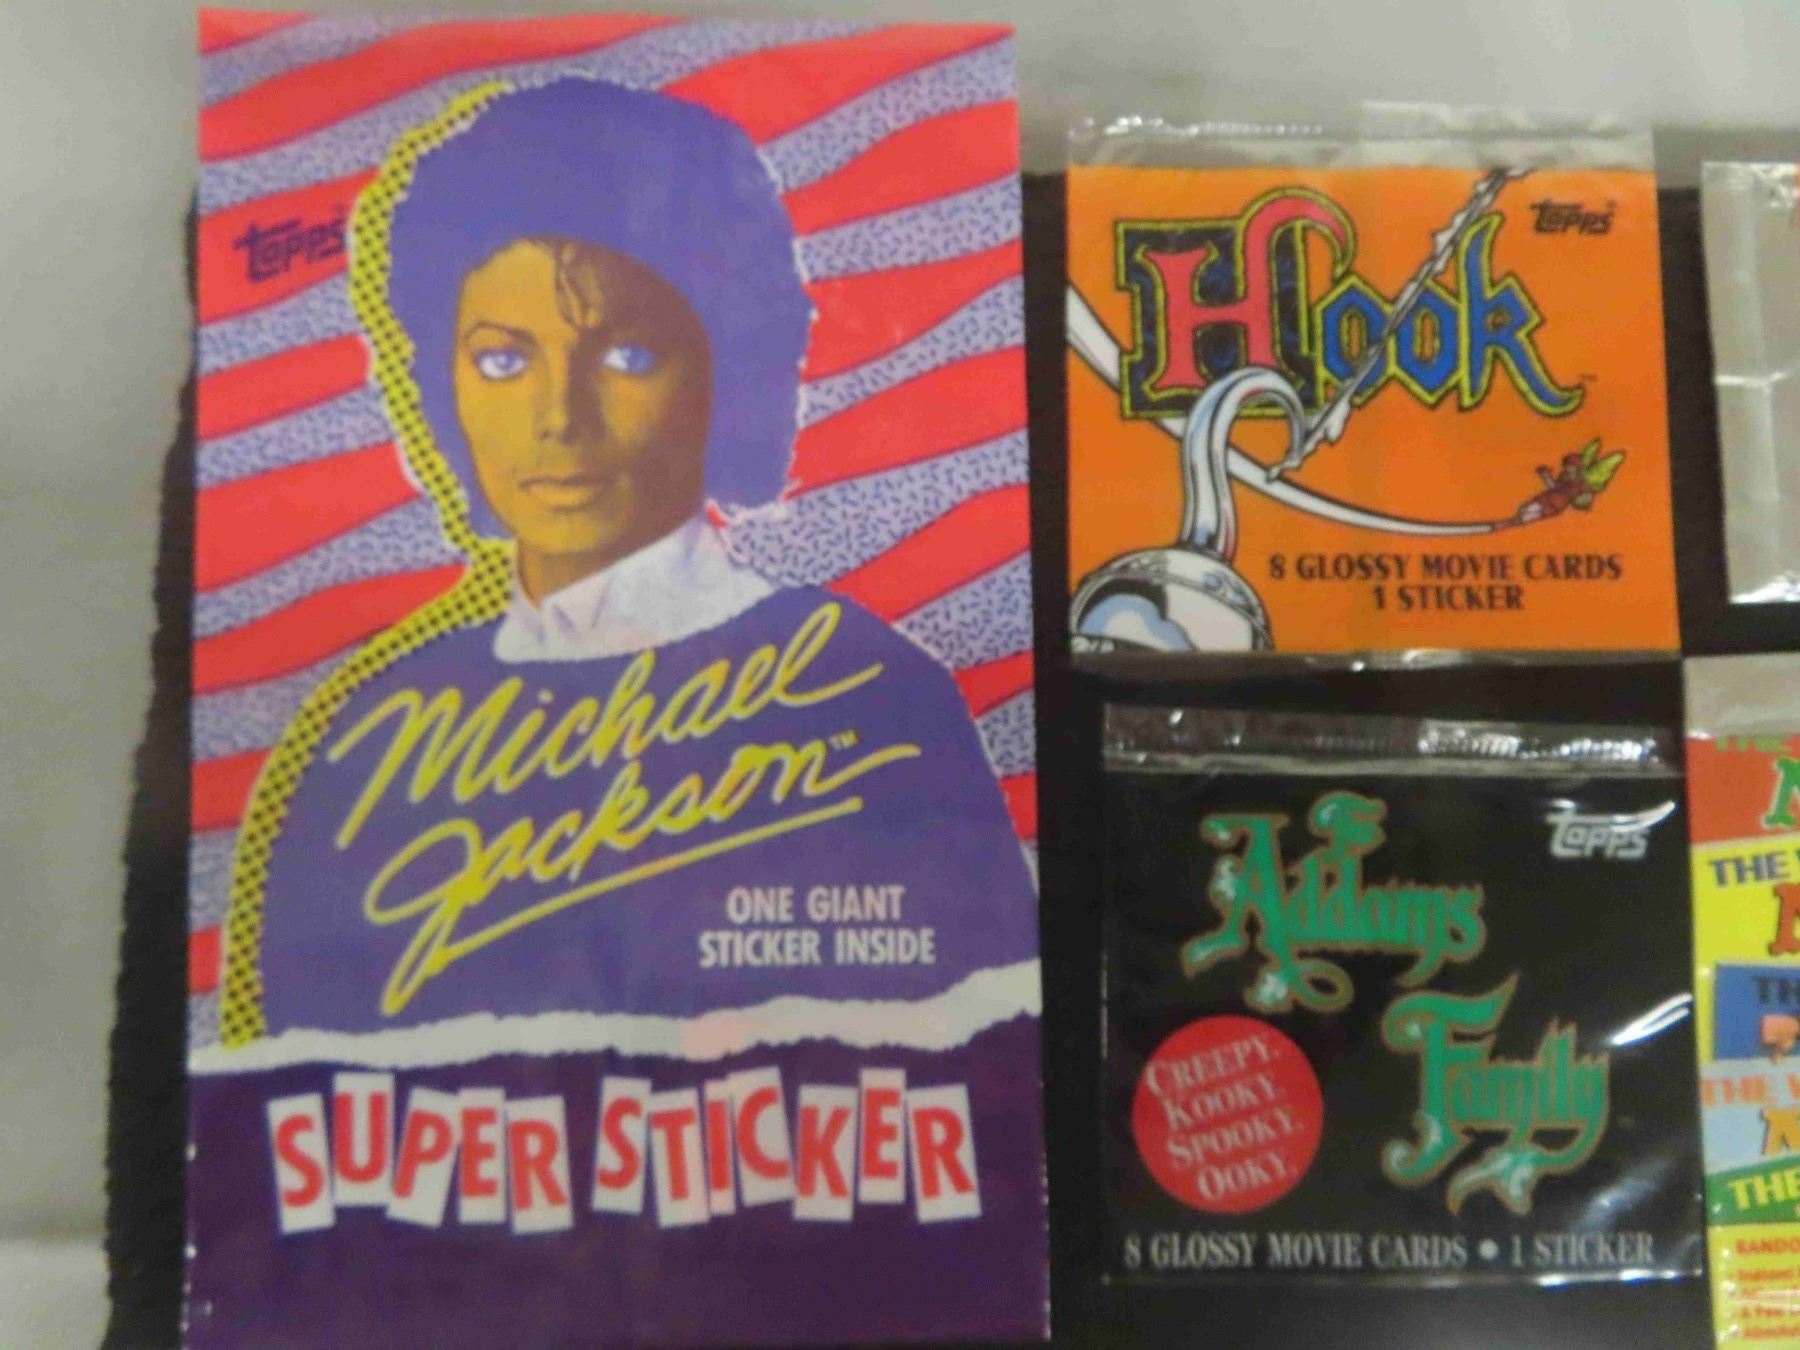 Topps
Michael
Jackson™
ONE GIANT
STICKER INSIDE
SUPER STICKER
Topps
Hook
8 GLOSSY MOVIE CARDS
1 STICKER
Topps
Addams
Family
CREEPY.
KOOKY.
SPOOKY.
OOKY.
8 GLOSSY MOVIE CARDS • 1 STICKER
THE
THE